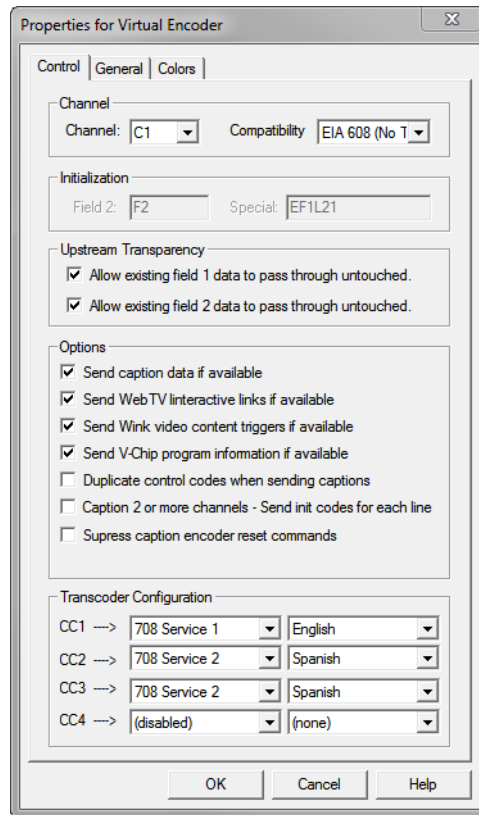 Properties for Virtual Encoder
Control General Colors
Channel
Channel: C1 Compatibility EIA 608 (No T
Initialization
Field 2: F2 Special: EF1L21
Upstream Transparency
Allow existing field 1 data to pass through untouched.
Allow existing field 2 data to pass through untouched.
Options
Send caption data if available
Send WebTV linteractive links if available
Send Wink video content triggers if available
Send V-Chip program information if available
Duplicate control codes when sending captions
Caption 2 or more channels - Send init codes for each line
Supress caption encoder reset commands
Transcoder Configuration
CC1 ----> 708 Service 1 English
CC2 ----> 708 Service 2 Spanish
CC3 ----> 708 Service 2 Spanish
CC4 ----> (disabled) (none)
OK Cancel Help